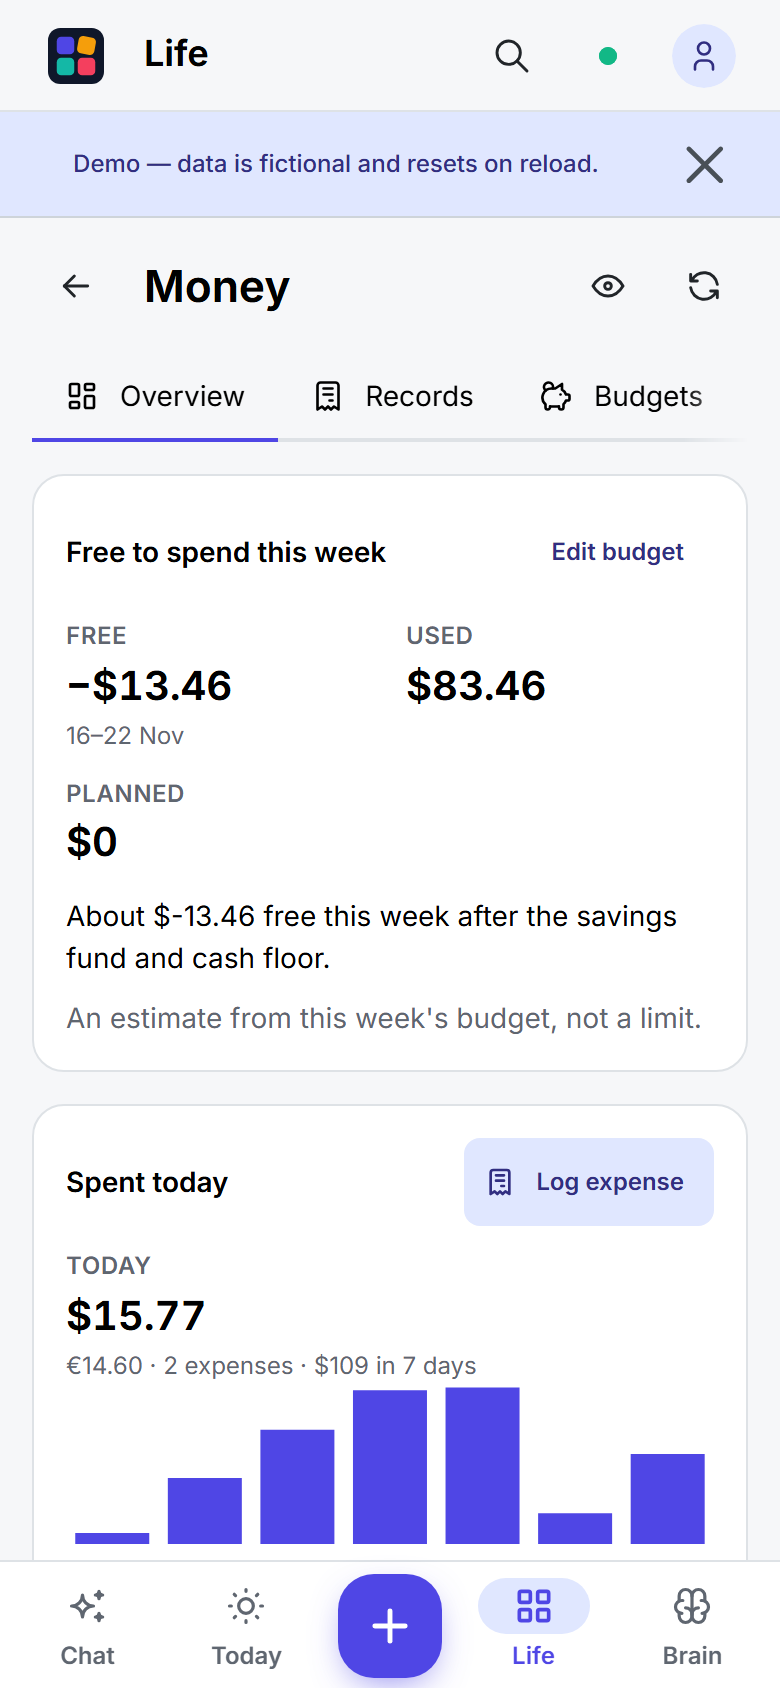 Life
Demo — data is fictional and resets on reload.
Money
Overview
Records
Budgets
Free to spend this week
Edit budget
FREE
USED
−$13.46
$83.46
16–22 Nov
PLANNED
$0
About $-13.46 free this week after the savings
fund and cash floor.
An estimate from this week's budget, not a limit.
Spent today
Log expense
TODAY
$15.77
€14.60 · 2 expenses · $109 in 7 days
Chat
Today
Life
Brain